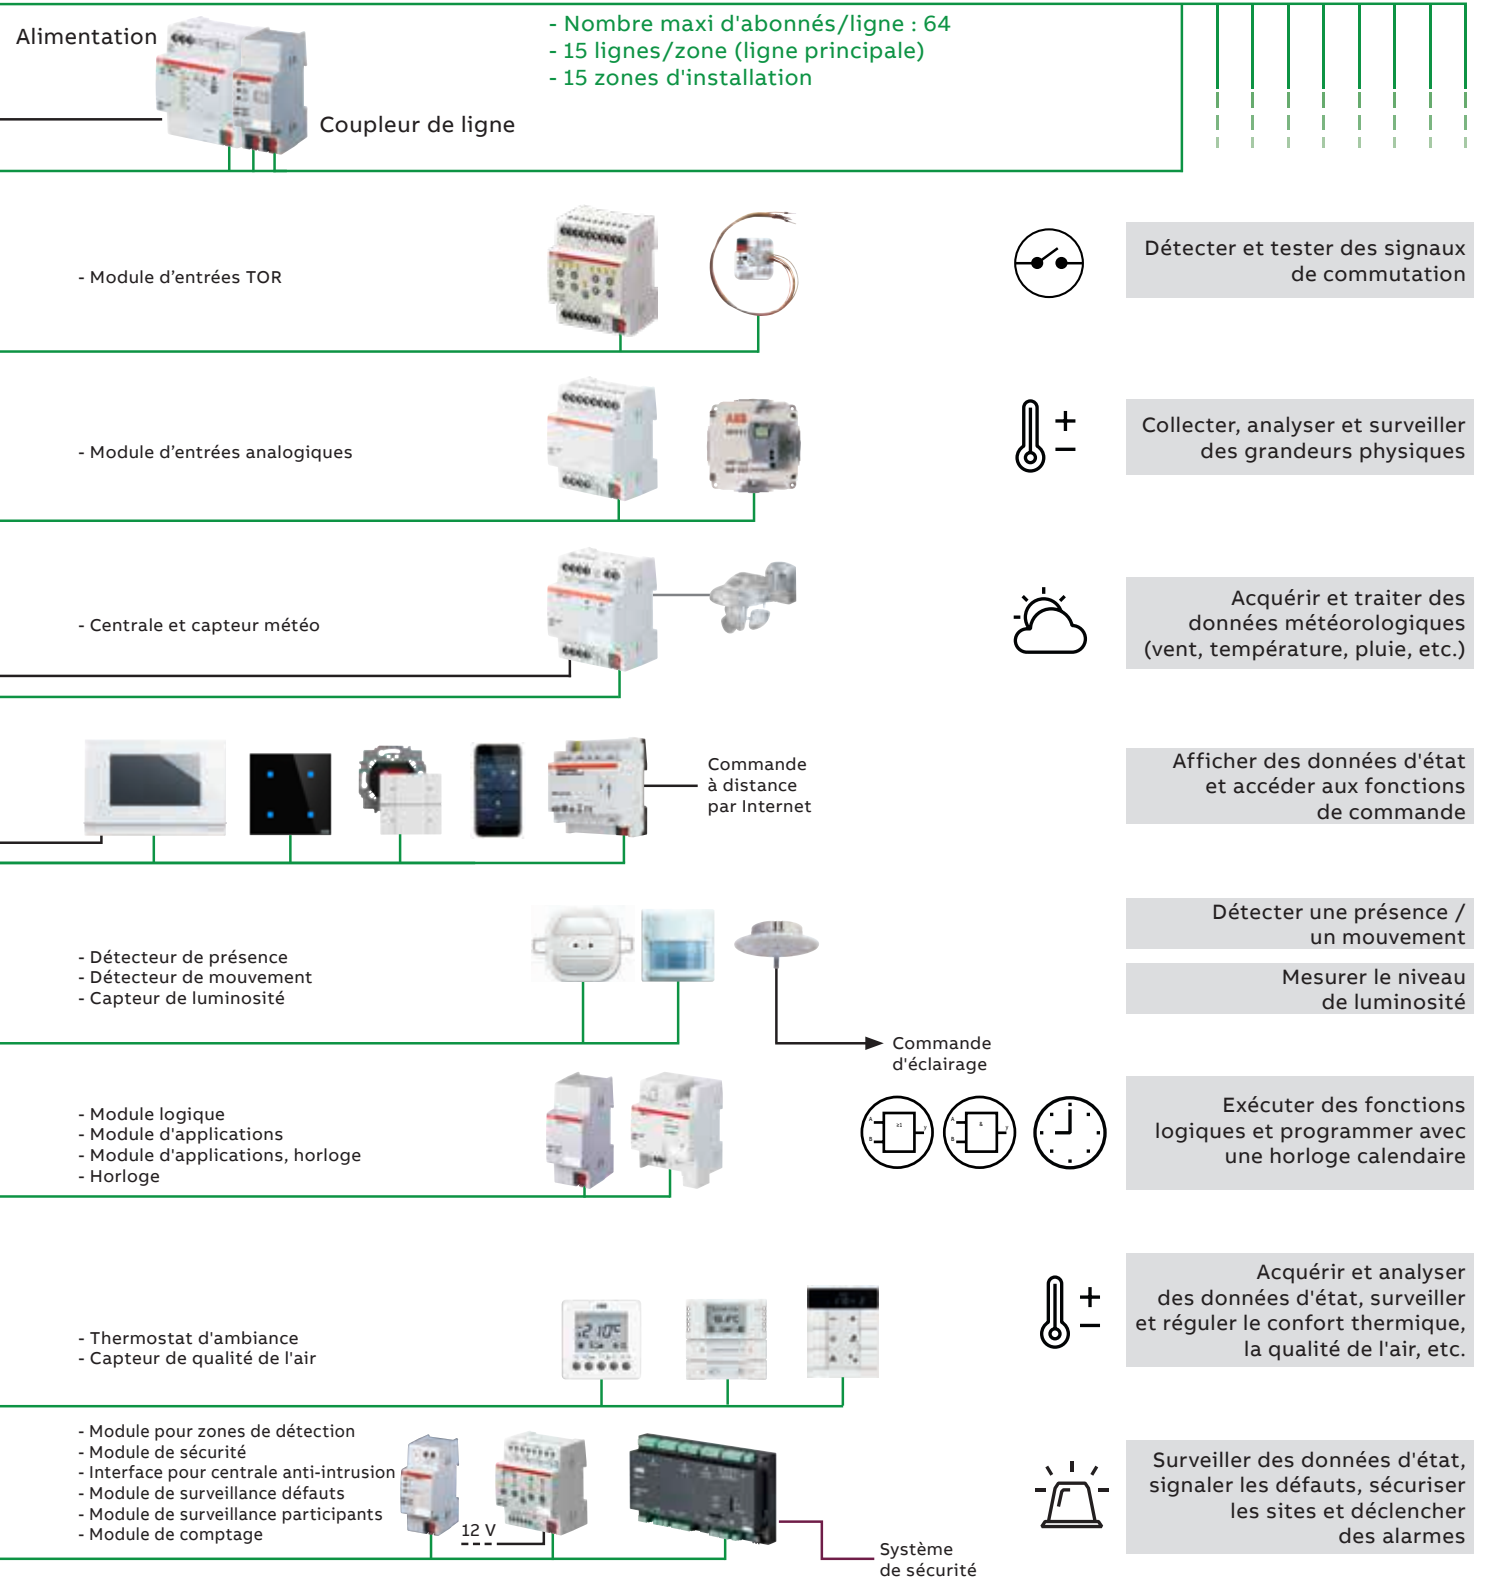 Alimentation
- Nombre maxi d'abonnés/ligne : 64
- 15 lignes/zone (ligne principale)
- 15 zones d'installation
Coupleur de ligne
- Module d’entrées TOR
Détecter et tester des signaux
de commutation
- Module d’entrées analogiques
ABB
Collecter, analyser et surveiller
des grandeurs physiques
- Centrale et capteur météo
Acquérir et traiter des
données météorologiques
(vent, température, pluie, etc.)
Commande
à distance
par Internet
Afficher des données d'état
et accéder aux fonctions
de commande
- Détecteur de présence
- Détecteur de mouvement
- Capteur de luminosité
Détecter une présence /
un mouvement
Mesurer le niveau
de luminosité
Commande
d'éclairage
- Module logique
- Module d'applications
- Module d'applications, horloge
- Horloge
A
B
≥1
y
A
B
&
y
Exécuter des fonctions
logiques et programmer avec
une horloge calendaire
- Thermostat d'ambiance
- Capteur de qualité de l'air
Acquérir et analyser
des données d'état, surveiller
et réguler le confort thermique,
la qualité de l'air, etc.
- Module pour zones de détection
- Module de sécurité
- Interface pour centrale anti-intrusion
- Module de surveillance défauts
- Module de surveillance participants
- Module de comptage
12 V
Système
de sécurité
Surveiller des données d'état,
signaler les défauts, sécuriser
les sites et déclencher
des alarmes